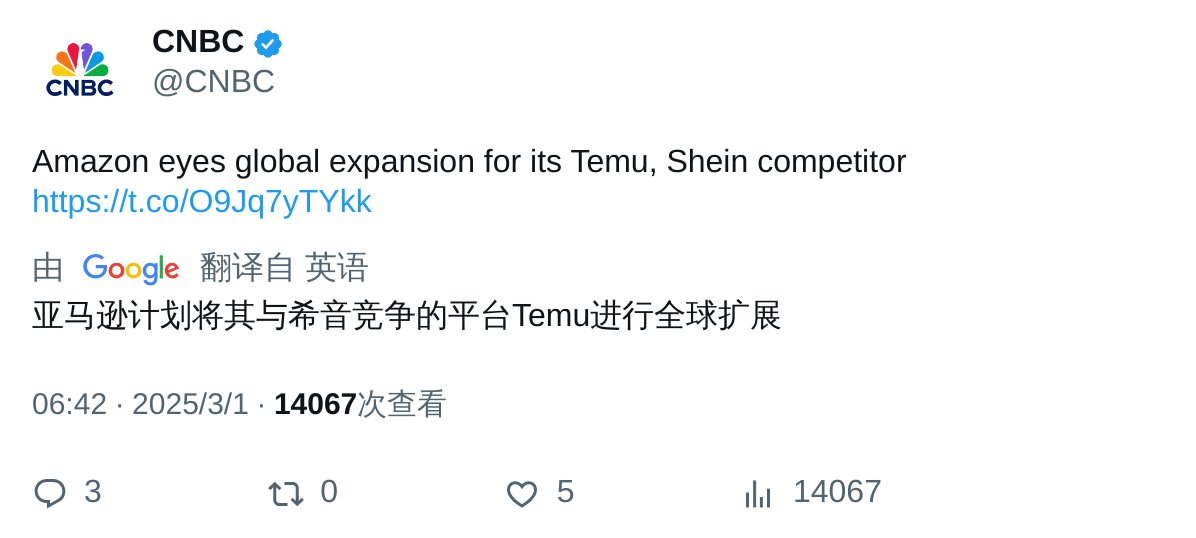 CNBC
CNBC
@CNBC
Amazon eyes global expansion for its Temu, Shein competitor
https://t.co/O9Jq7yTYkk
由 Google 翻译自 英语
亚马逊计划将其与希音竞争的平台Temu进行全球扩展
06:42 · 2025/3/1 · 14067次查看
3 0 5 14067